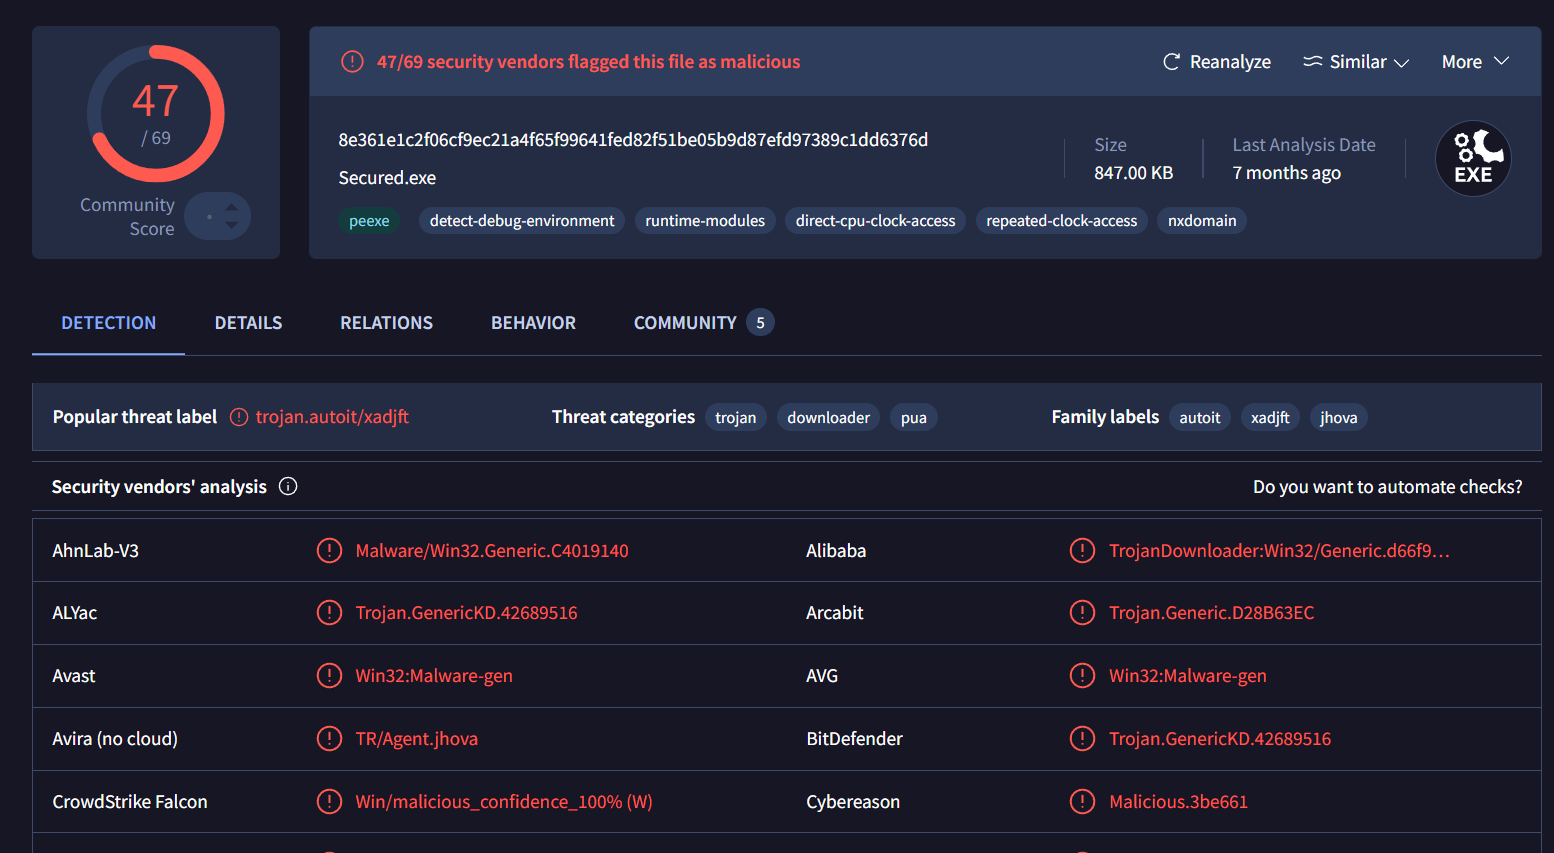 47
/ 69
Community
Score
47/69 security vendors flagged this file as malicious
Reanalyze
Similar
More
8e361e1c2f06cf9ec21a4f65f99641fed82f51be05b9d87efd97389c1dd6376d
Secured.exe
Size
847.00 KB
Last Analysis Date
7 months ago
EXE
peexe
detect-debug-environment
runtime-modules
direct-cpu-clock-access
repeated-clock-access
nxdomain
DETECTION
DETAILS
RELATIONS
BEHAVIOR
COMMUNITY 5
Popular threat label trojan.autoit/xadjft
Threat categories trojan downloader pua
Family labels autoit xadjft jhova
Security vendors' analysis
Do you want to automate checks?
AhnLab-V3 Malware/Win32.Generic.C4019140
Alibaba TrojanDownloader:Win32/Generic.d66f9...
ALYac Trojan.GenericKD.42689516
Arcabit Trojan.Generic.D28B63EC
Avast Win32:Malware-gen
AVG Win32:Malware-gen
Avira (no cloud) TR/Agent.jhova
BitDefender Trojan.GenericKD.42689516
CrowdStrike Falcon Win/malicious_confidence_100% (W)
Cybereason Malicious.3be661